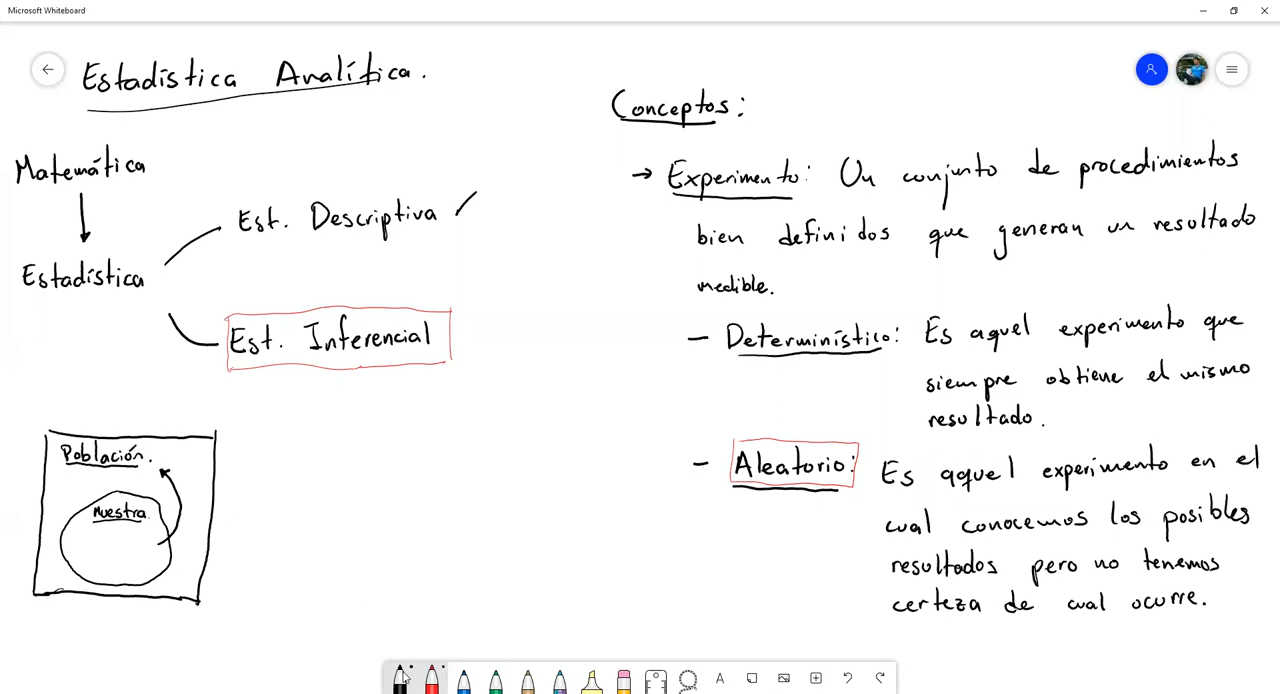 Microsoft Whiteboard
Estadística Analítica.
Matemática
Estadística
Est. Descriptiva
Est. Inferencial
Población.
Muestra
Conceptos:
→ Experimento: Un conjunto de procedimientos
bien definidos que generan un resultado
medible.
– Determinístico: Es aquel experimento que
siempre obtiene el mismo
resultado.
– Aleatorio: Es aquel experimento en el
cual conocemos los posibles
resultados pero no tenemos
certeza de cual ocurre.